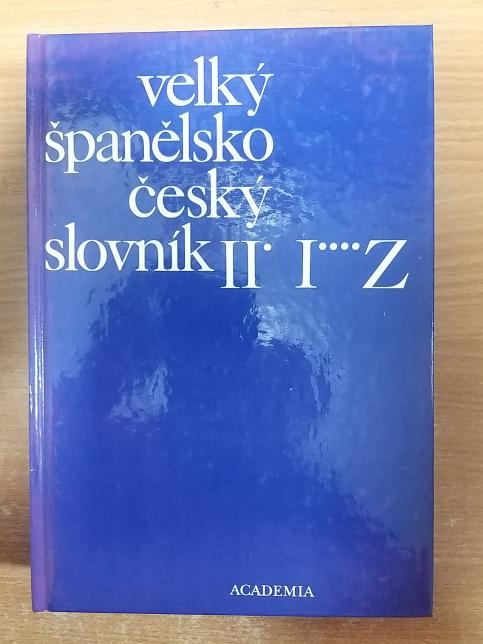 velký
španělsko
český
slovník II· I····Z
ACADEMIA